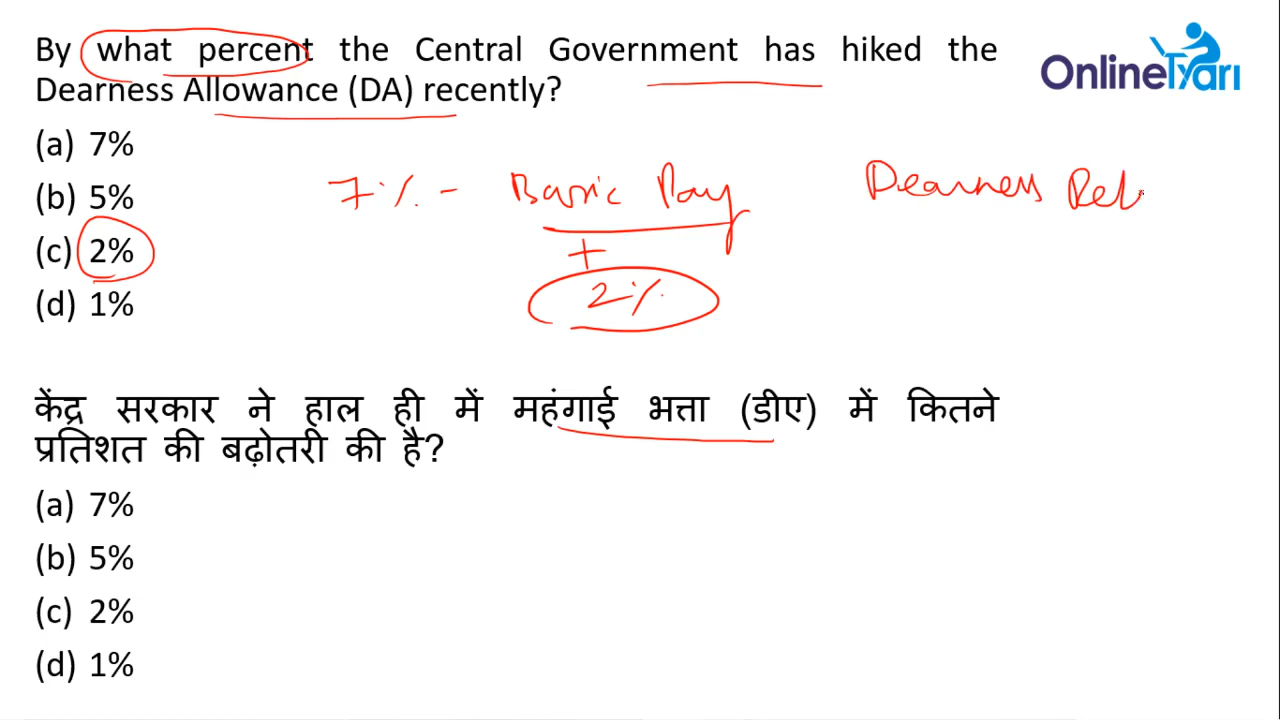 By what percent the Central Government has hiked the
Dearness Allowance (DA) recently?
OnlineTyari
(a) 7%
(b) 5%
(c) 2%
(d) 1%
7% - Basic Pay
+
2%
Dearness Rel
केंद्र सरकार ने हाल ही में महंगाई भत्ता (डीए) में कितने
प्रतिशत की बढ़ोतरी की है?
(a) 7%
(b) 5%
(c) 2%
(d) 1%